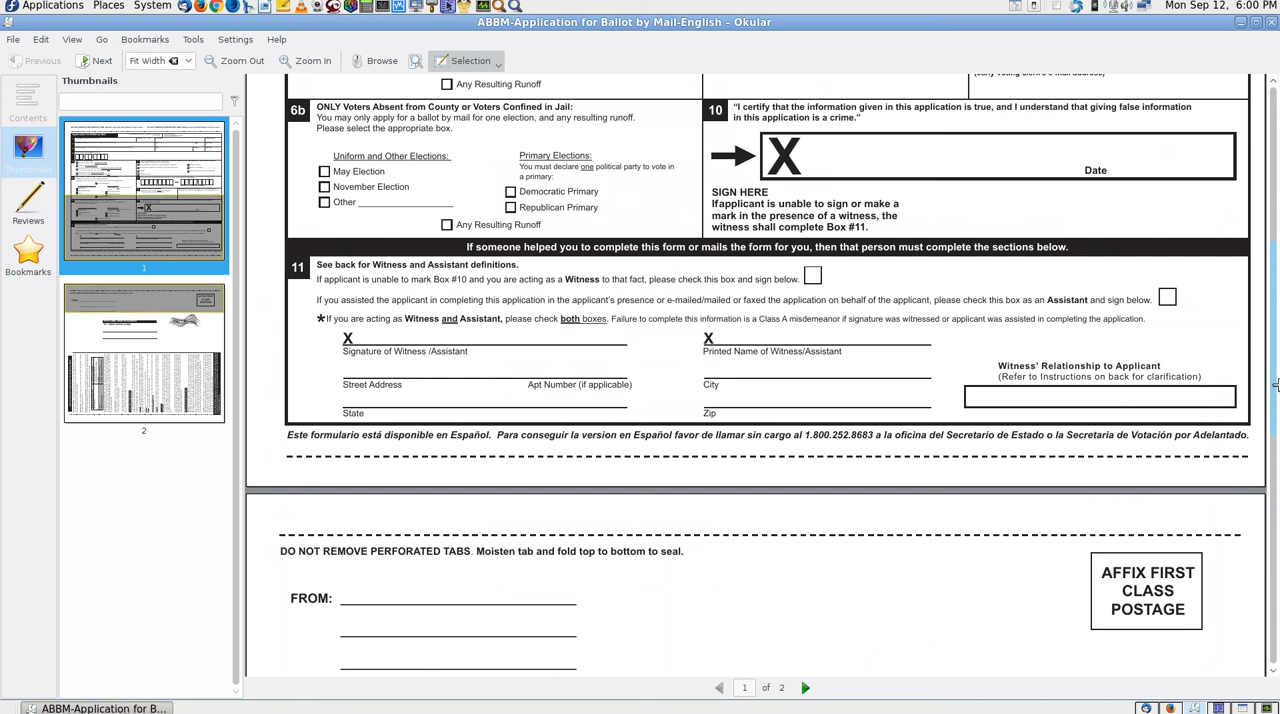 Applications Places System
Mon Sep 12, 6:00 PM
ABBM-Application for Ballot by Mail-English – Okular
File Edit View Go Bookmarks Tools Settings Help
Previous Next Fit Width Zoom Out Zoom In Browse Selection
Thumbnails
Contents
Thumbnails
Reviews
Bookmarks
1
2
Any Resulting Runoff
6b ONLY Voters Absent from County or Voters Confined in Jail:
You may only apply for a ballot by mail for one election, and any resulting runoff.
Please select the appropriate box.
Uniform and Other Elections:
May Election
November Election
Other
Primary Elections:
You must declare one political party to vote in
a primary:
Democratic Primary
Republican Primary
Any Resulting Runoff
10 “I certify that the information given in this application is true, and I understand that giving false information
in this application is a crime.”
X
Date
SIGN HERE
Ifapplicant is unable to sign or make a
mark in the presence of a witness, the
witness shall complete Box #11.
If someone helped you to complete this form or mails the form for you, then that person must complete the sections below.
11 See back for Witness and Assistant definitions.
If applicant is unable to mark Box #10 and you are acting as a Witness to that fact, please check this box and sign below.
If you assisted the applicant in completing this application in the applicant’s presence or e-mailed/mailed or faxed the application on behalf of the applicant, please check this box as an Assistant and sign below.
*If you are acting as Witness and Assistant, please check both boxes. Failure to complete this information is a Class A misdemeanor if signature was witnessed or applicant was assisted in completing the application.
X X
Signature of Witness /Assistant Printed Name of Witness/Assistant
Witness’ Relationship to Applicant
(Refer to Instructions on back for clarification)
Street Address Apt Number (if applicable) City
State Zip
Este formulario está disponible en Español. Para conseguir la version en Español favor de llamar sin cargo al 1.800.252.8683 a la oficina del Secretario de Estado o la Secretaria de Votación por Adelantado.
DO NOT REMOVE PERFORATED TABS. Moisten tab and fold top to bottom to seal.
AFFIX FIRST
CLASS
POSTAGE
FROM:
1 of 2
ABBM-Application for B...